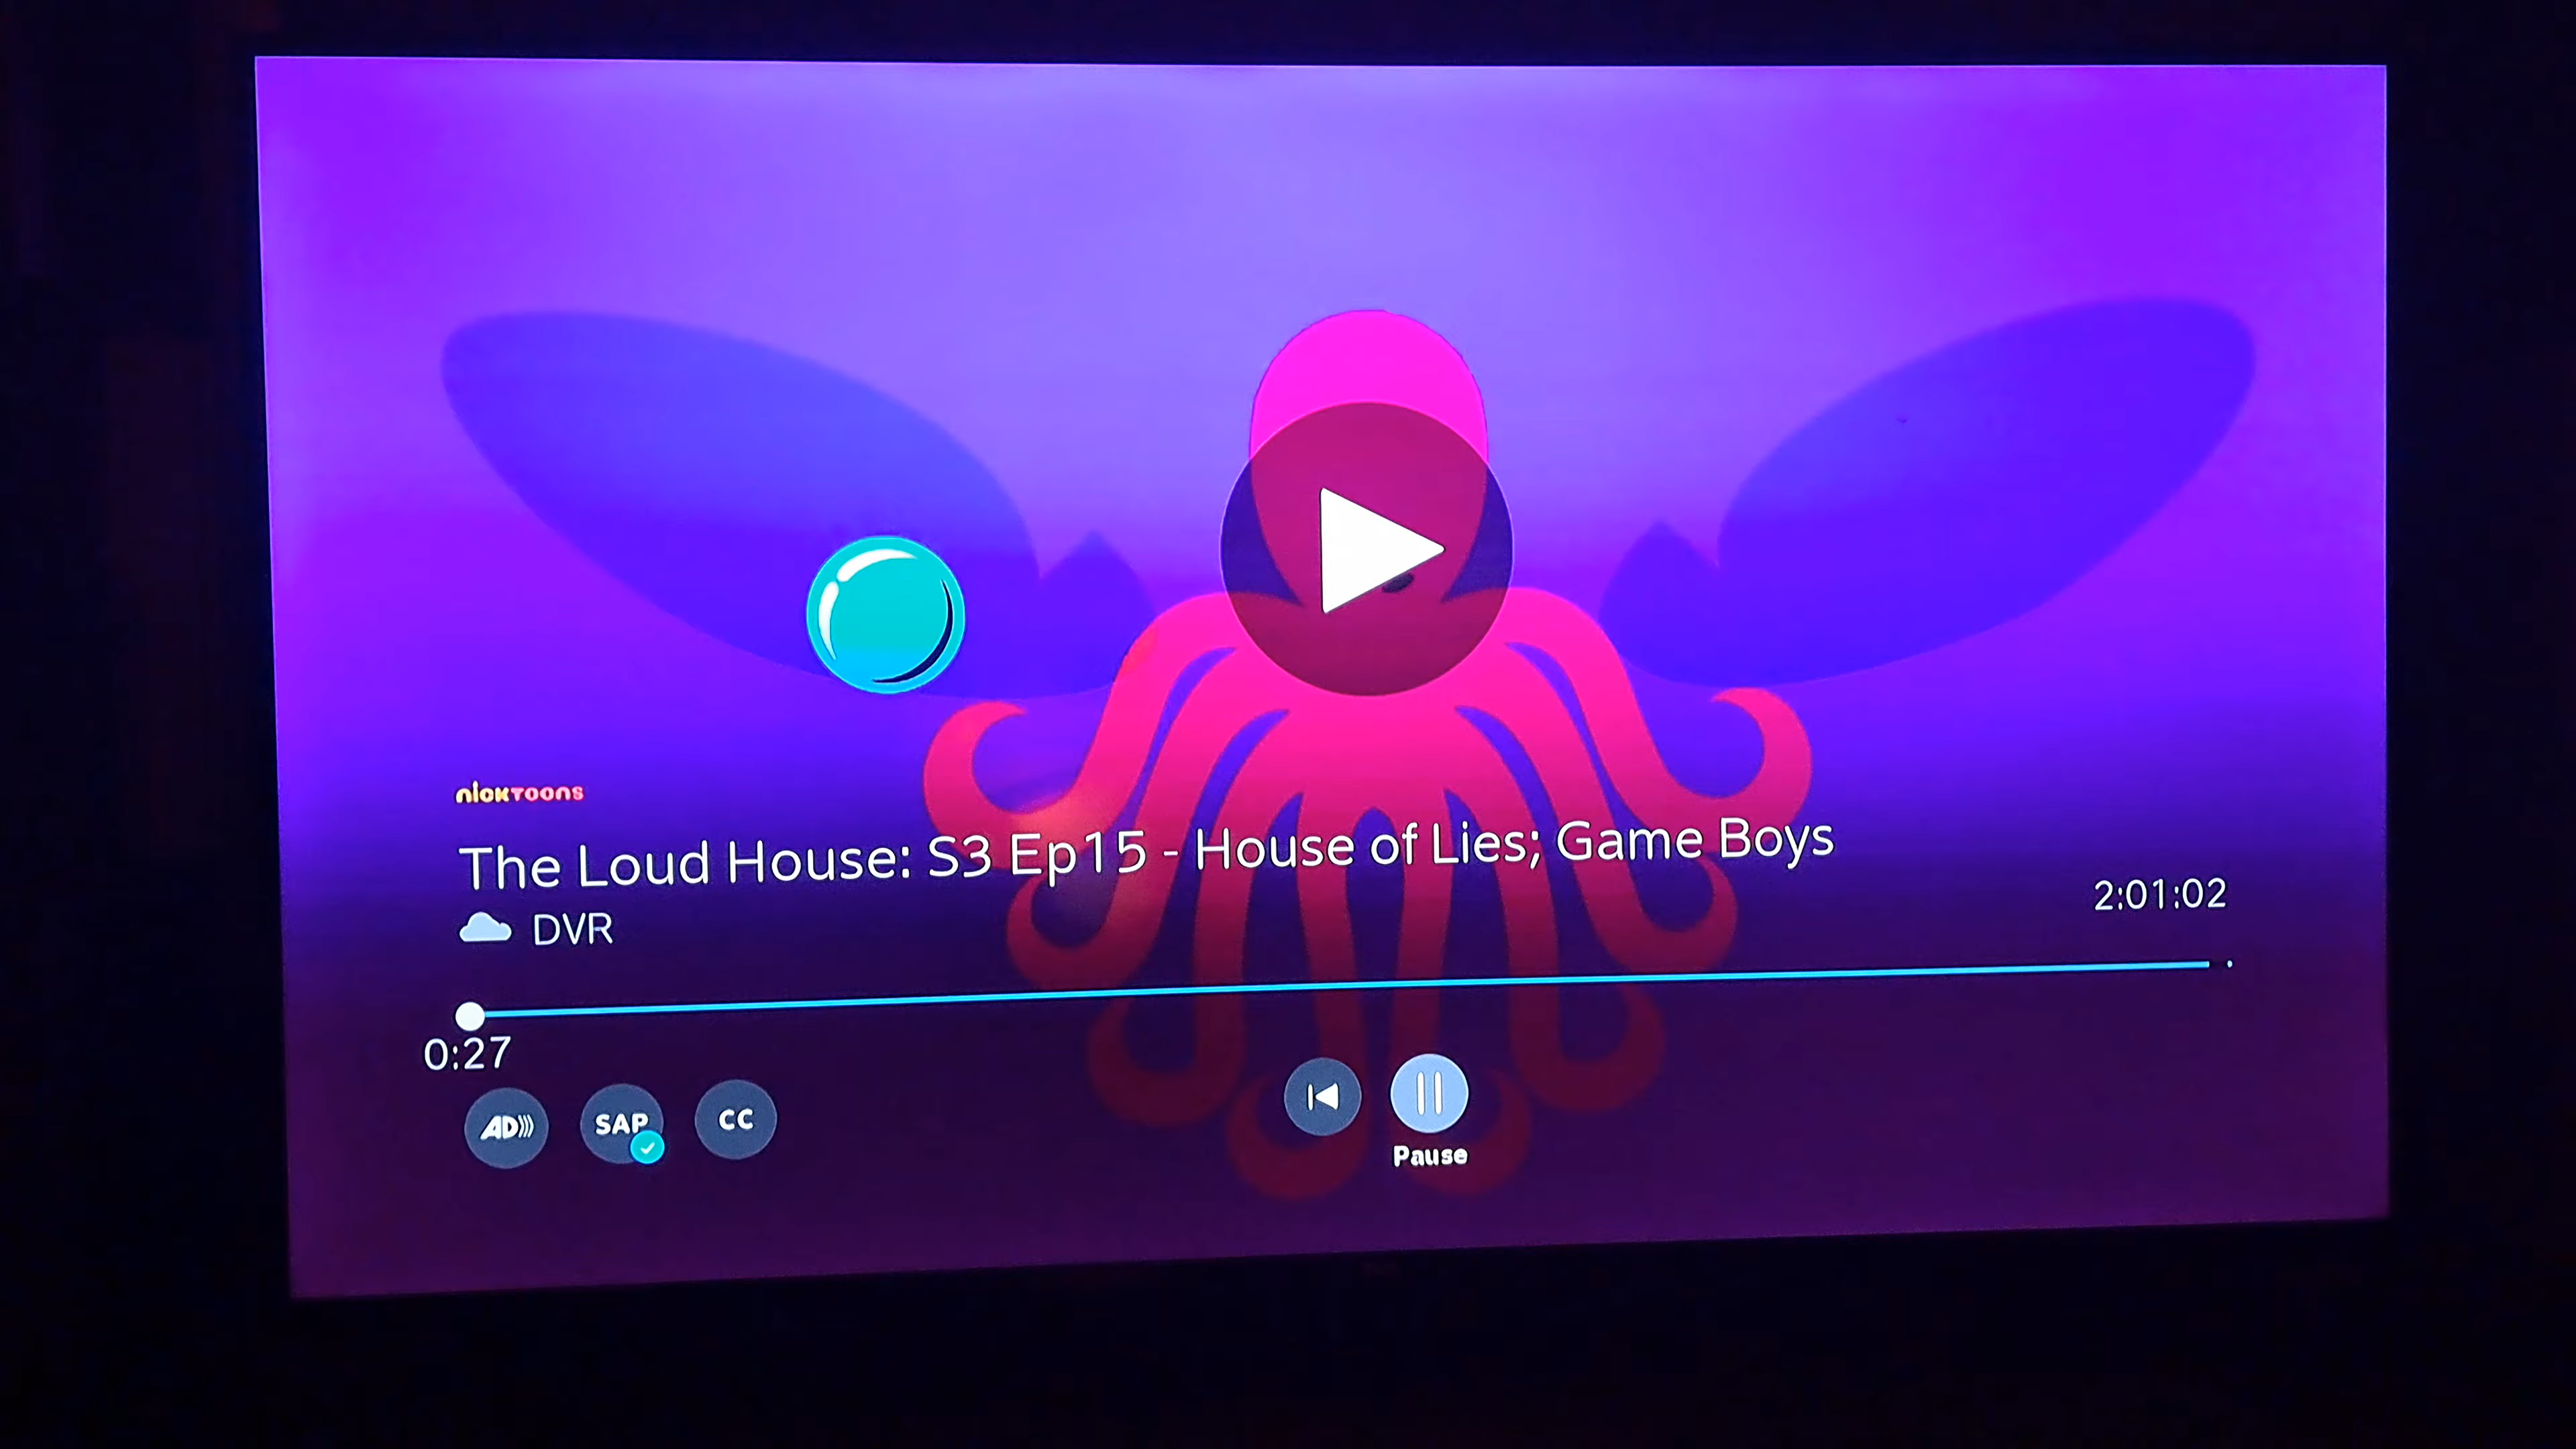 nicktoons
The Loud House: S3 Ep15 - House of Lies; Game Boys
2:01:02
DVR
0:27
AD
SAP
CC
Pause